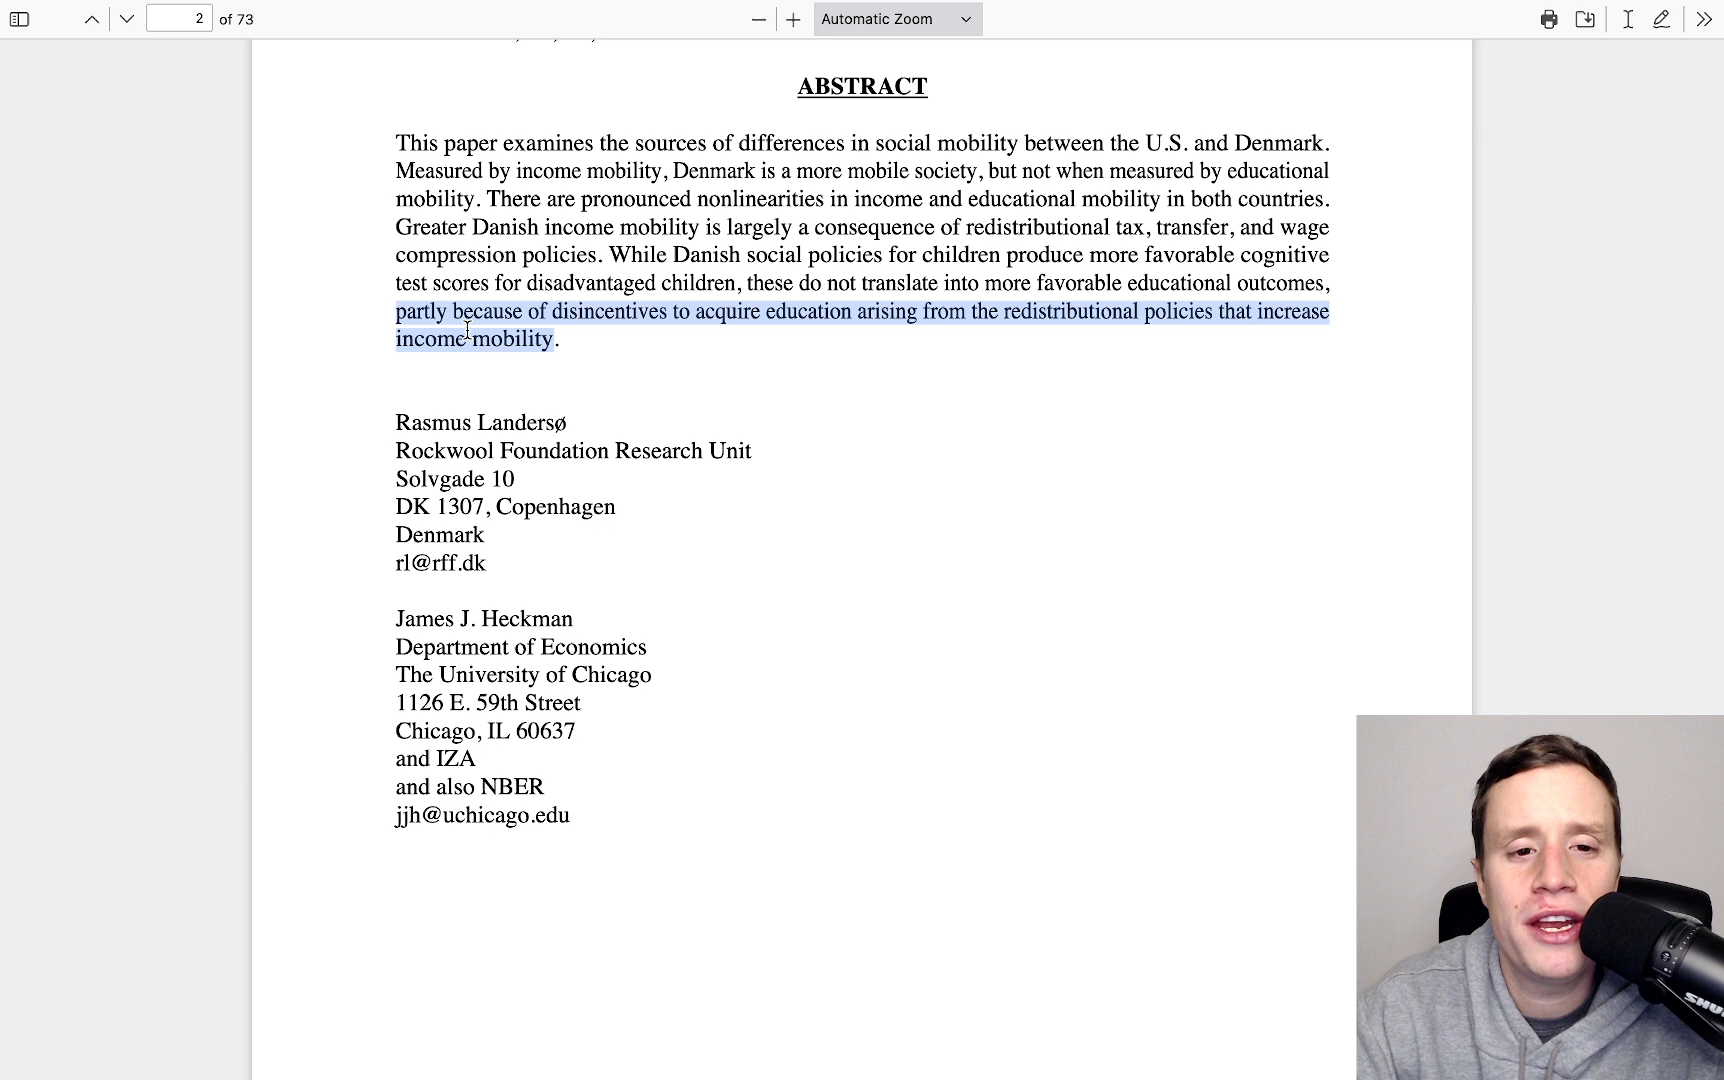 2 of 73
Automatic Zoom
ABSTRACT
This paper examines the sources of differences in social mobility between the U.S. and Denmark.
Measured by income mobility, Denmark is a more mobile society, but not when measured by educational
mobility. There are pronounced nonlinearities in income and educational mobility in both countries.
Greater Danish income mobility is largely a consequence of redistributional tax, transfer, and wage
compression policies. While Danish social policies for children produce more favorable cognitive
test scores for disadvantaged children, these do not translate into more favorable educational outcomes,
partly because of disincentives to acquire education arising from the redistributional policies that increase
income mobility.
Rasmus Landersø
Rockwool Foundation Research Unit
Solvgade 10
DK 1307, Copenhagen
Denmark
rl@rff.dk
James J. Heckman
Department of Economics
The University of Chicago
1126 E. 59th Street
Chicago, IL 60637
and IZA
and also NBER
jjh@uchicago.edu
SHU